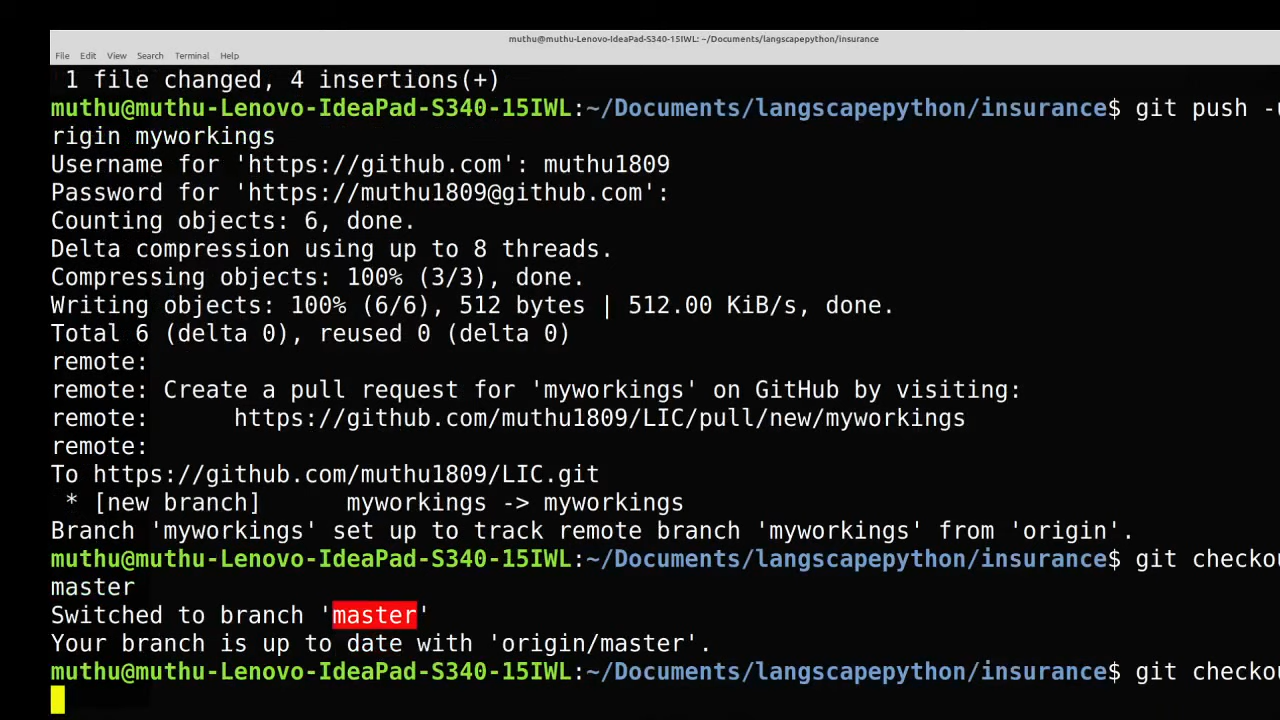 muthu@muthu-Lenovo-IdeaPad-S340-15IWL: ~/Documents/langscapepython/insurance
File Edit View Search Terminal Help
1 file changed, 4 insertions(+)
muthu@muthu-Lenovo-IdeaPad-S340-15IWL:~/Documents/langscapepython/insurance$ git push -u
rigin myworkings
Username for 'https://github.com': muthu1809
Password for 'https://muthu1809@github.com':
Counting objects: 6, done.
Delta compression using up to 8 threads.
Compressing objects: 100% (3/3), done.
Writing objects: 100% (6/6), 512 bytes | 512.00 KiB/s, done.
Total 6 (delta 0), reused 0 (delta 0)
remote:
remote: Create a pull request for 'myworkings' on GitHub by visiting:
remote:      https://github.com/muthu1809/LIC/pull/new/myworkings
remote:
To https://github.com/muthu1809/LIC.git
 * [new branch]      myworkings -> myworkings
Branch 'myworkings' set up to track remote branch 'myworkings' from 'origin'.
muthu@muthu-Lenovo-IdeaPad-S340-15IWL:~/Documents/langscapepython/insurance$ git checkou
master
Switched to branch 'master'
Your branch is up to date with 'origin/master'.
muthu@muthu-Lenovo-IdeaPad-S340-15IWL:~/Documents/langscapepython/insurance$ git checkou